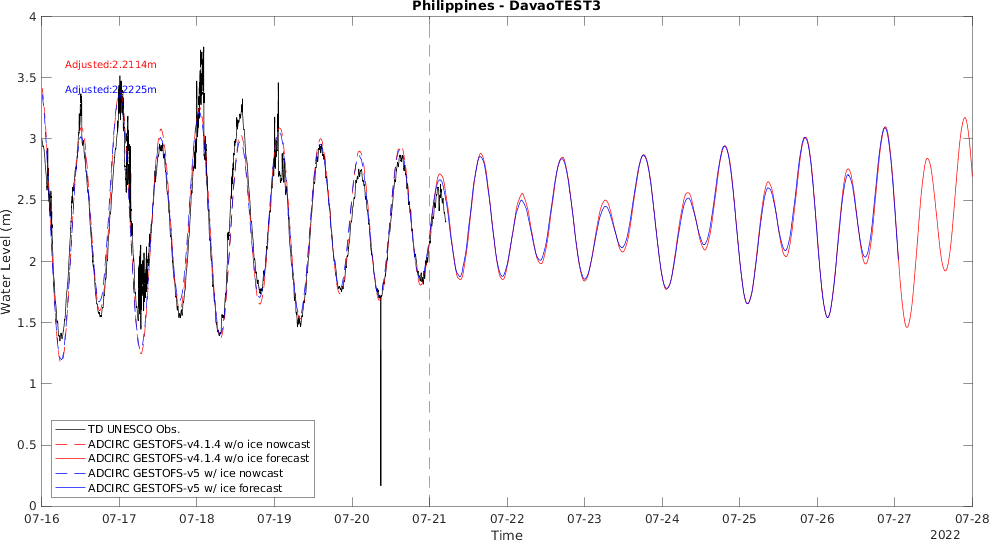 Philippines - DavaoTEST3
4
3.5
3
2.5
2
1.5
1
0.5
0
Water Level (m)
Adjusted:2.2114m
Adjusted:2.2225m
TD UNESCO Obs.
ADCIRC GESTOFS-v4.1.4 w/o ice nowcast
ADCIRC GESTOFS-v4.1.4 w/o ice forecast
ADCIRC GESTOFS-v5 w/ ice nowcast
ADCIRC GESTOFS-v5 w/ ice forecast
07-16 07-17 07-18 07-19 07-20 07-21 07-22 07-23 07-24 07-25 07-26 07-27 07-28
Time
2022